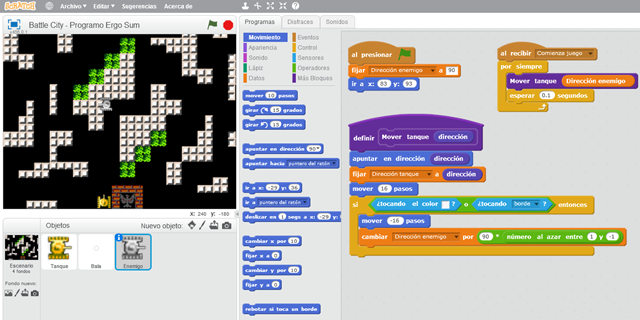 SCRATCH
Archivo
Editar
Sugerencias
Acerca de
Battle City - Programo Ergo Sum
x: 240 y: -180
Objetos
Nuevo objeto:
Escenario
4 fondos
Fondo nuevo
Tanque
Bala
Enemigo
Programas
Disfraces
Sonidos
Movimiento
Eventos
Apariencia
Control
Sonido
Sensores
Lápiz
Operadores
Datos
Más Bloques
mover 10 pasos
girar 15 grados
girar 15 grados
apuntar en dirección 90
apuntar hacia puntero del ratón
ir a x: -29 y: 36
ir a puntero del ratón
deslizar en 1 segs a x: -29 y:
cambiar x por 10
fijar x a 0
cambiar y por 10
fijar y a 0
rebotar si toca un borde
al presionar
fijar Dirección enemigo a 90
ir a x: 83 y: 93
definir Mover tanque dirección
apuntar en dirección dirección
fijar Dirección tanque a dirección
mover 16 pasos
si ¿tocando el color ? o ¿tocando borde ? entonces
mover -16 pasos
cambiar Dirección enemigo por 90 * número al azar entre 1 y -1
al recibir Comienza juego
por siempre
Mover tanque Dirección enemigo
esperar 0.1 segundos